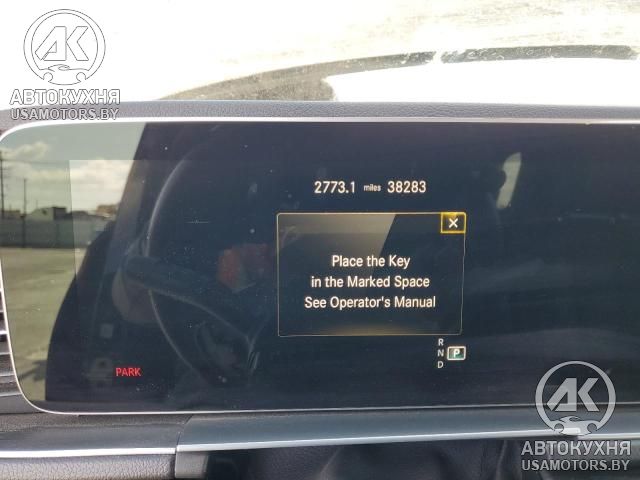 AK
АВТОКУХНЯ
USAMOTORS.BY
2773.1 miles 38283
X
Place the Key
in the Marked Space
See Operator's Manual
R
N P
D
PARK
AK
АВТОКУХНЯ
USAMOTORS.BY